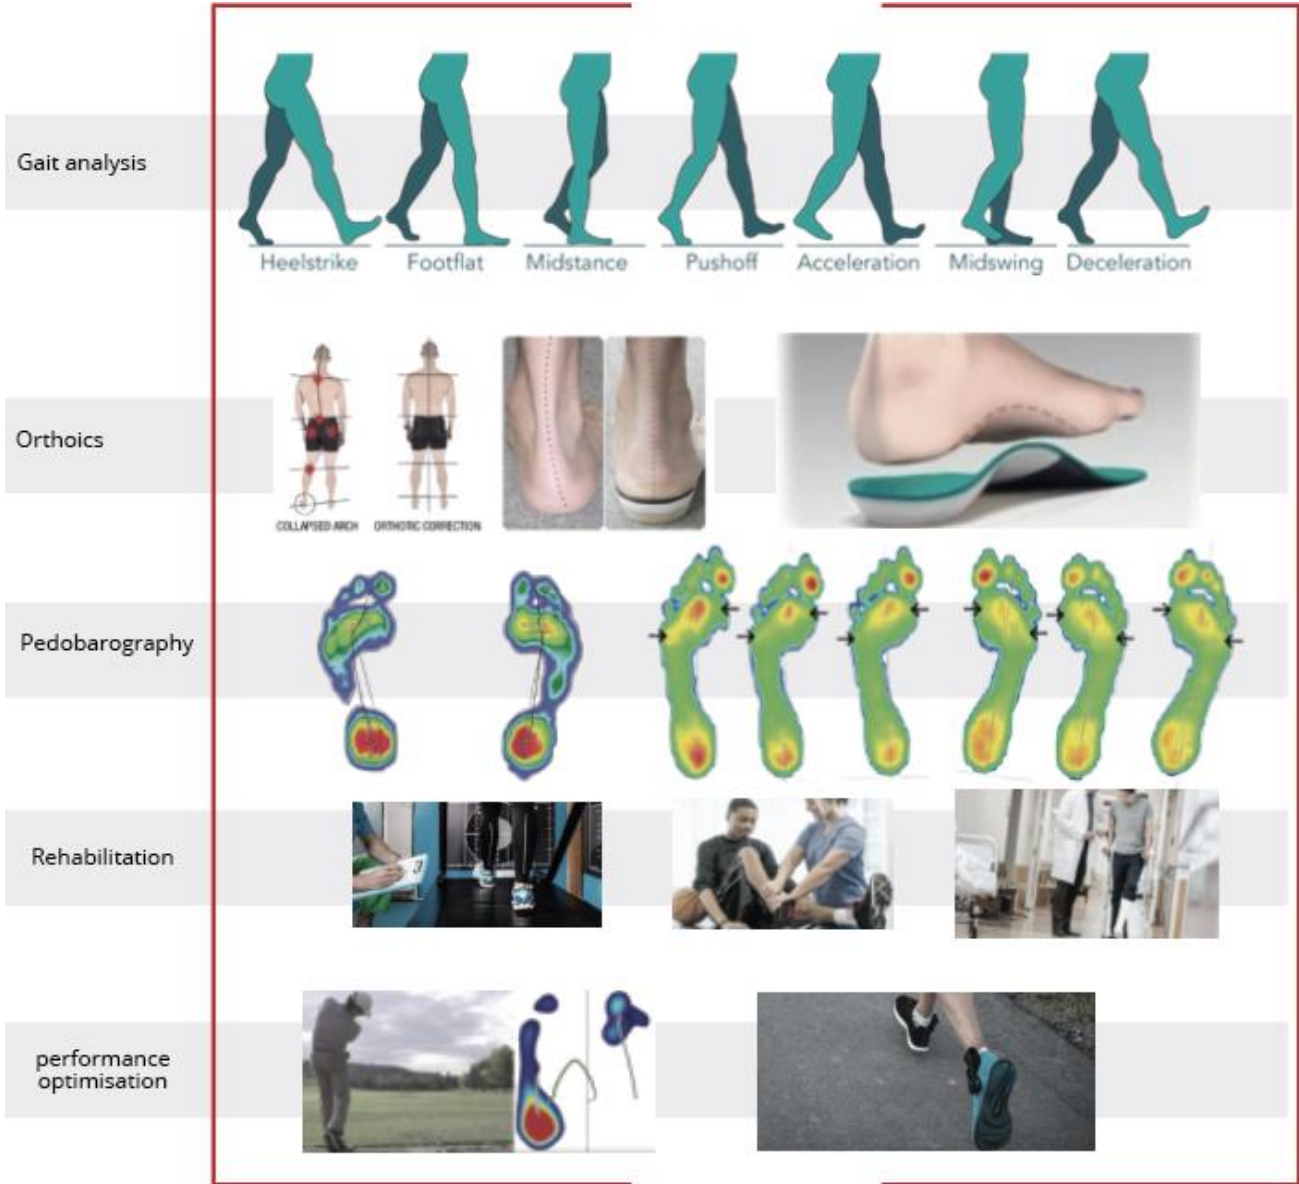 Gait analysis
Heelstrike Footflat Midstance Pushoff Acceleration Midswing Deceleration
Orthoics
COLLAPSED ARCH ORTHOTIC CORRECTION
Pedobarography
Rehabilitation
performance
optimisation